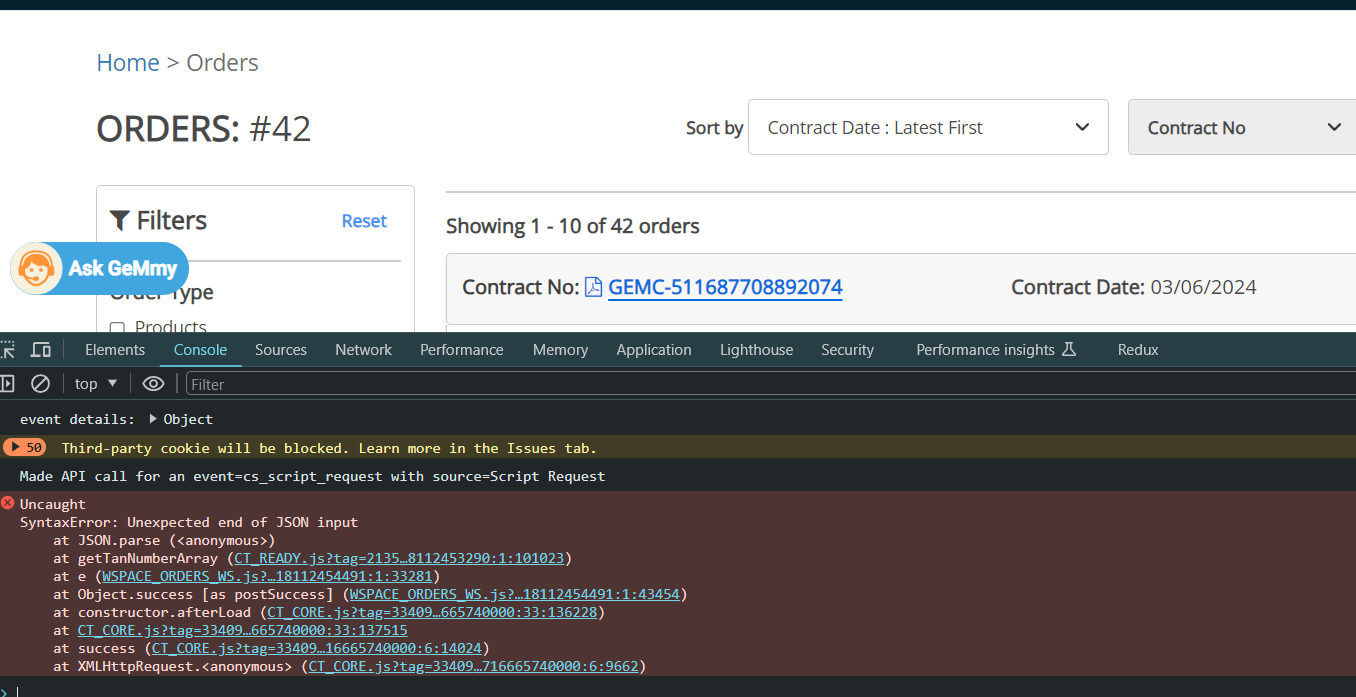 Home > Orders
ORDERS: #42
Sort by
Contract Date : Latest First
Contract No
Filters
Reset
Showing 1 - 10 of 42 orders
Contract No: GEMC-511687708892074
Contract Date: 03/06/2024
Ask GeMmy
Order Type
Products
Elements Console Sources Network Performance Memory Application Lighthouse Security Performance insights Redux
top Filter
event details: Object
50 Third-party cookie will be blocked. Learn more in the Issues tab.
Made API call for an event=cs_script_request with source=Script Request
Uncaught
SyntaxError: Unexpected end of JSON input
at JSON.parse (<anonymous>)
at getTanNumberArray (CT_READY.js?tag=2135…8112453290:1:101023)
at e (WSPACE_ORDERS_WS.js?…18112454491:1:33281)
at Object.success [as postSuccess] (WSPACE_ORDERS_WS.js?…18112454491:1:43454)
at constructor.afterLoad (CT_CORE.js?tag=33409…665740000:33:136228)
at CT_CORE.js?tag=33409…665740000:33:137515
at success (CT_CORE.js?tag=33409…16665740000:6:14024)
at XMLHttpRequest.<anonymous> (CT_CORE.js?tag=33409…716665740000:6:9662)